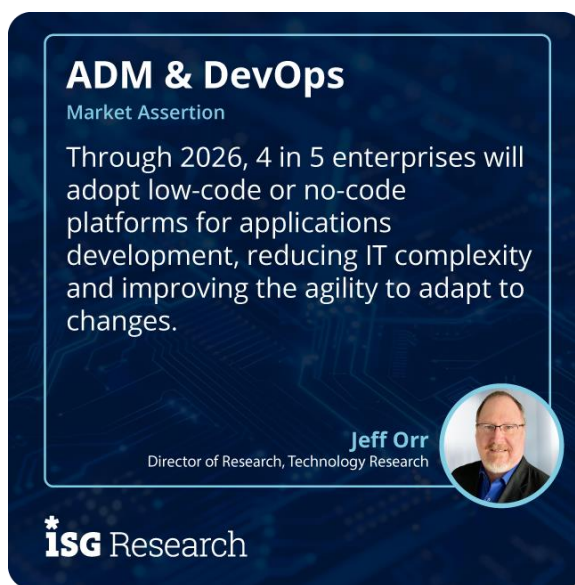 ADM & DevOps
Market Assertion
Through 2026, 4 in 5 enterprises will
adopt low-code or no-code
platforms for applications
development, reducing IT complexity
and improving the agility to adapt to
changes.
Jeff Orr
Director of Research, Technology Research
ISG Research